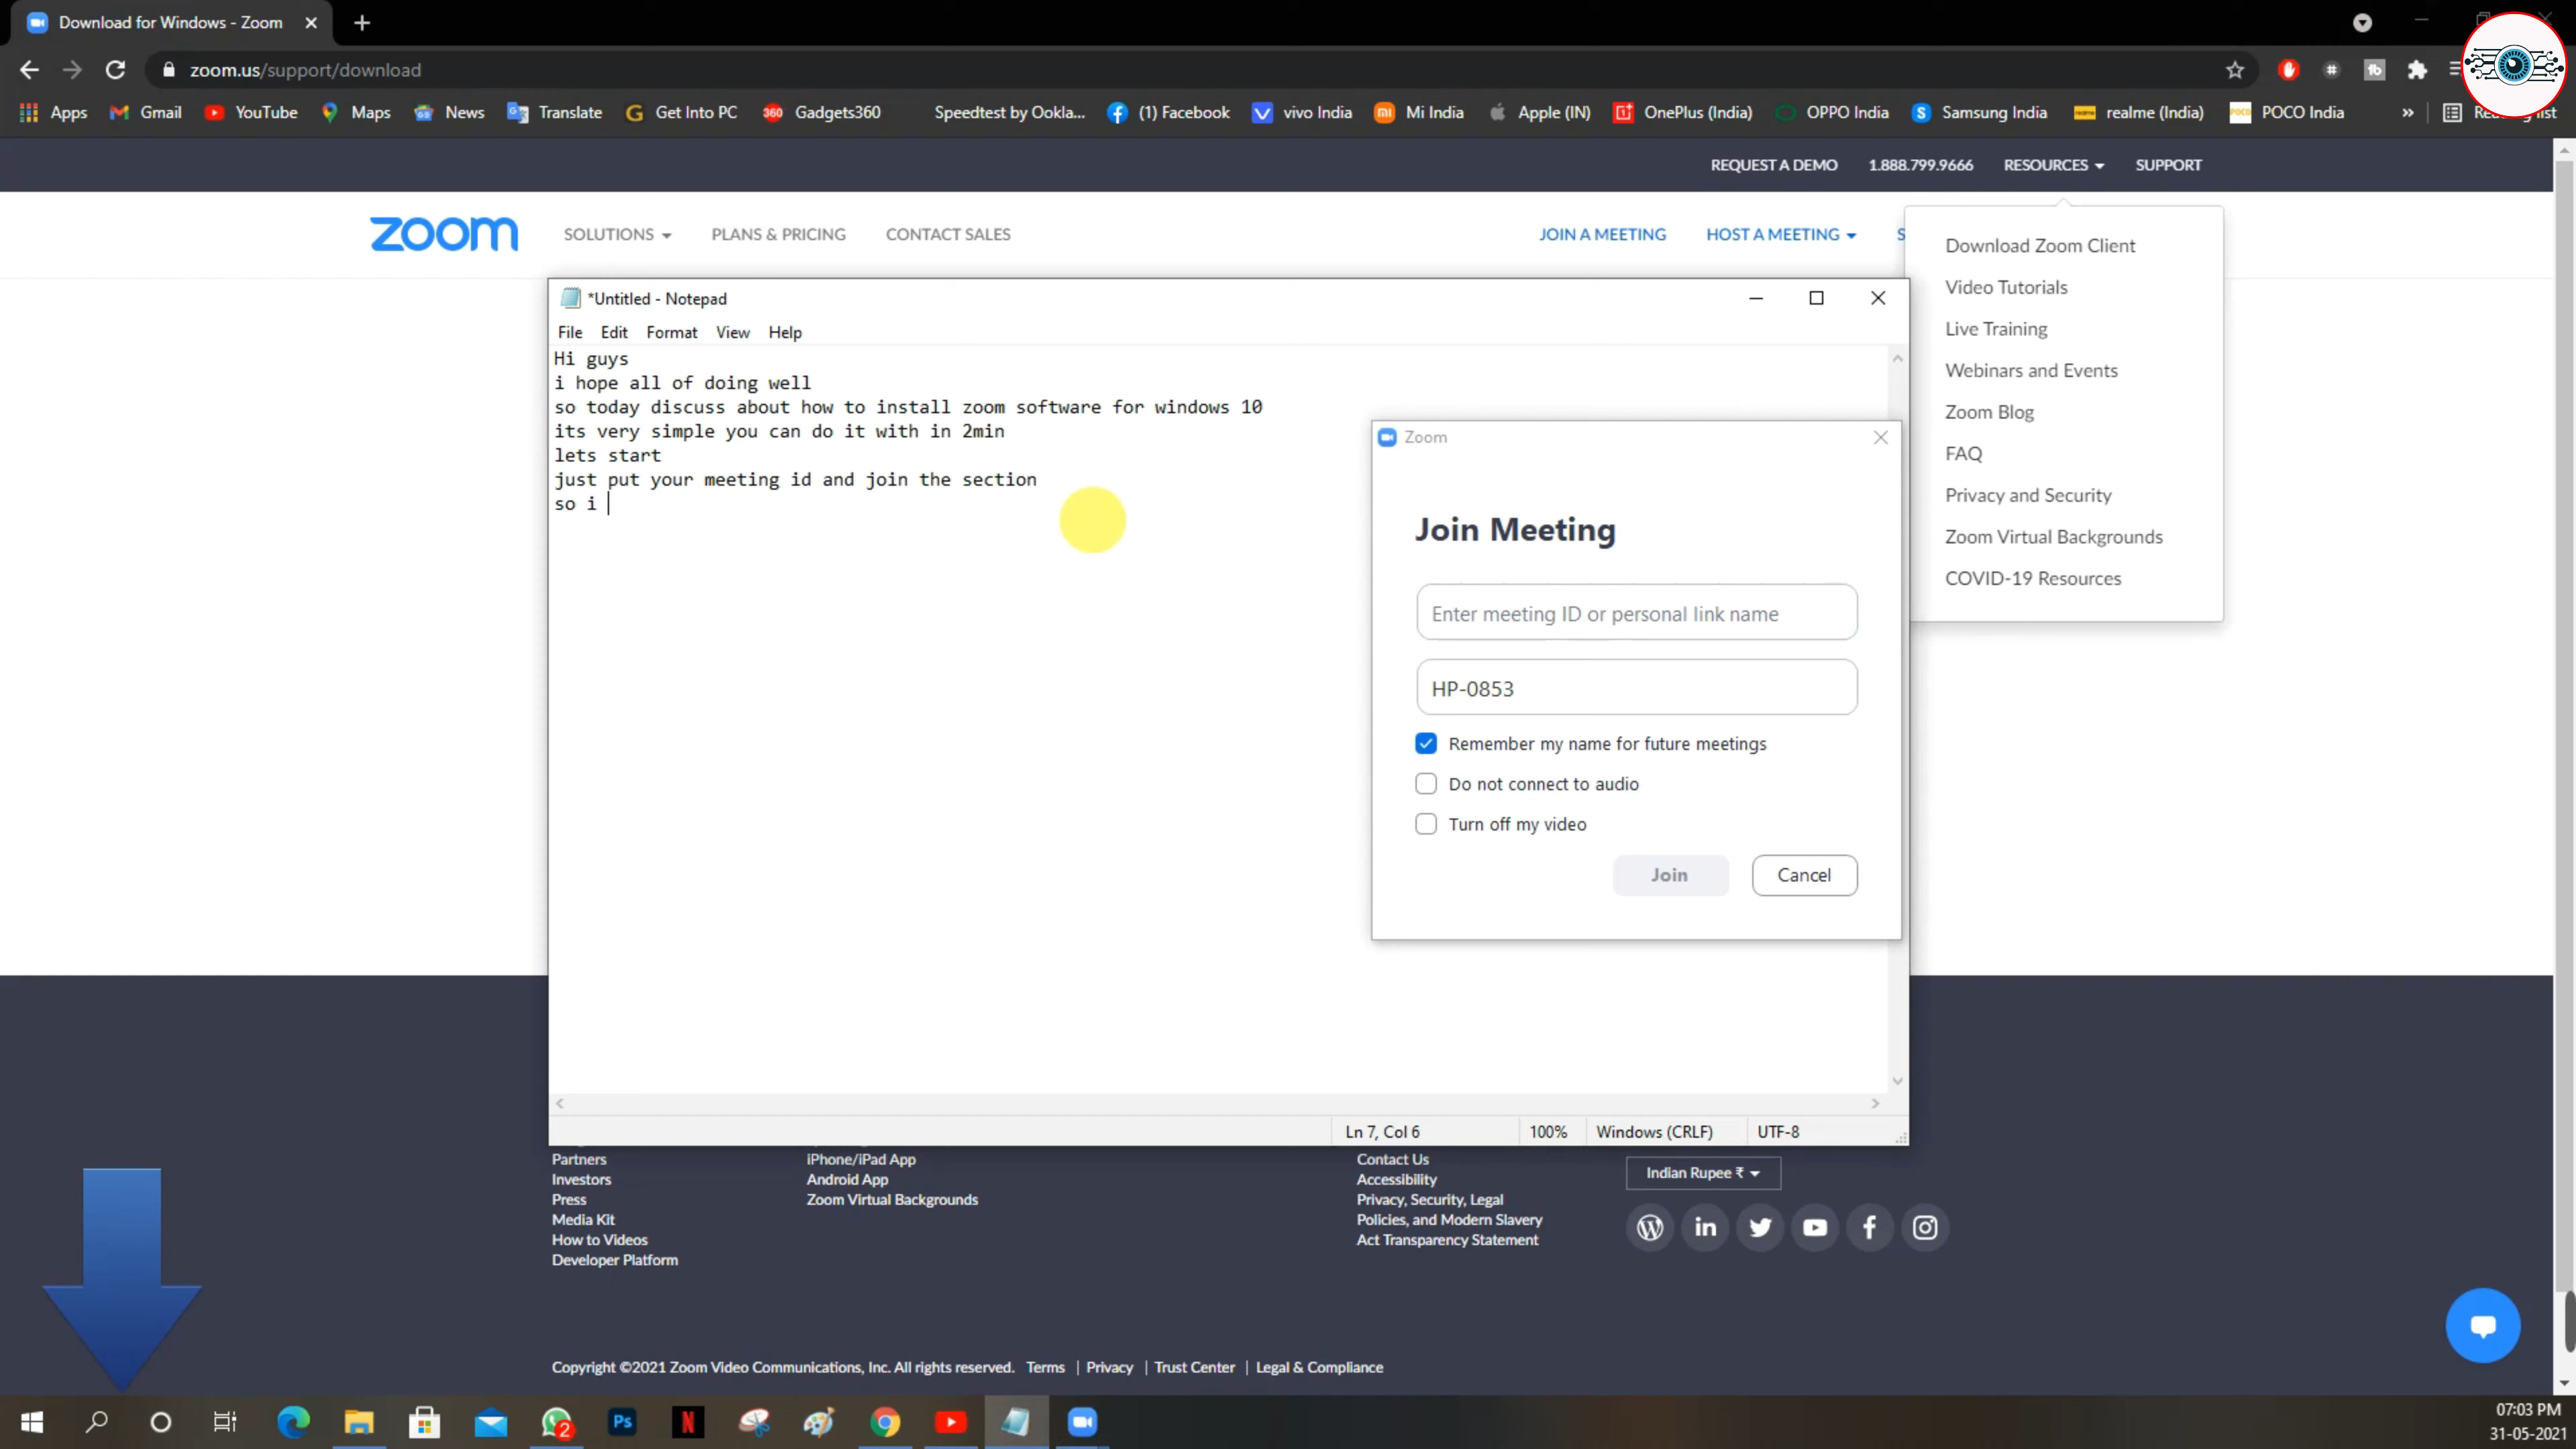 Download for Windows - Zoom
zoom.us/support/download
Apps Gmail YouTube Maps News Translate Get Into PC Gadgets360 Speedtest by Ookla... (1) Facebook vivo India Mi India Apple (IN) OnePlus (India) OPPO India Samsung India realme (India) POCO India »
REQUEST A DEMO 1.888.799.9666 RESOURCES SUPPORT
zoom SOLUTIONS PLANS & PRICING CONTACT SALES JOIN A MEETING HOST A MEETING S
Download Zoom Client
Video Tutorials
Live Training
Webinars and Events
Zoom Blog
FAQ
Privacy and Security
Zoom Virtual Backgrounds
COVID-19 Resources
*Untitled - Notepad
File Edit Format View Help
Hi guys
i hope all of doing well
so today discuss about how to install zoom software for windows 10
its very simple you can do it with in 2min
lets start
just put your meeting id and join the section
so i
Zoom
Join Meeting
Enter meeting ID or personal link name
HP-0853
Remember my name for future meetings
Do not connect to audio
Turn off my video
Join Cancel
Ln 7, Col 6 100% Windows (CRLF) UTF-8
Partners
Investors
Press
Media Kit
How to Videos
Developer Platform
iPhone/iPad App
Android App
Zoom Virtual Backgrounds
Contact Us
Accessibility
Privacy, Security, Legal
Policies, and Modern Slavery
Act Transparency Statement
Indian Rupee ₹
Copyright ©2021 Zoom Video Communications, Inc. All rights reserved. Terms | Privacy | Trust Center | Legal & Compliance
2
Ps
N
07:03 PM
31-05-2021